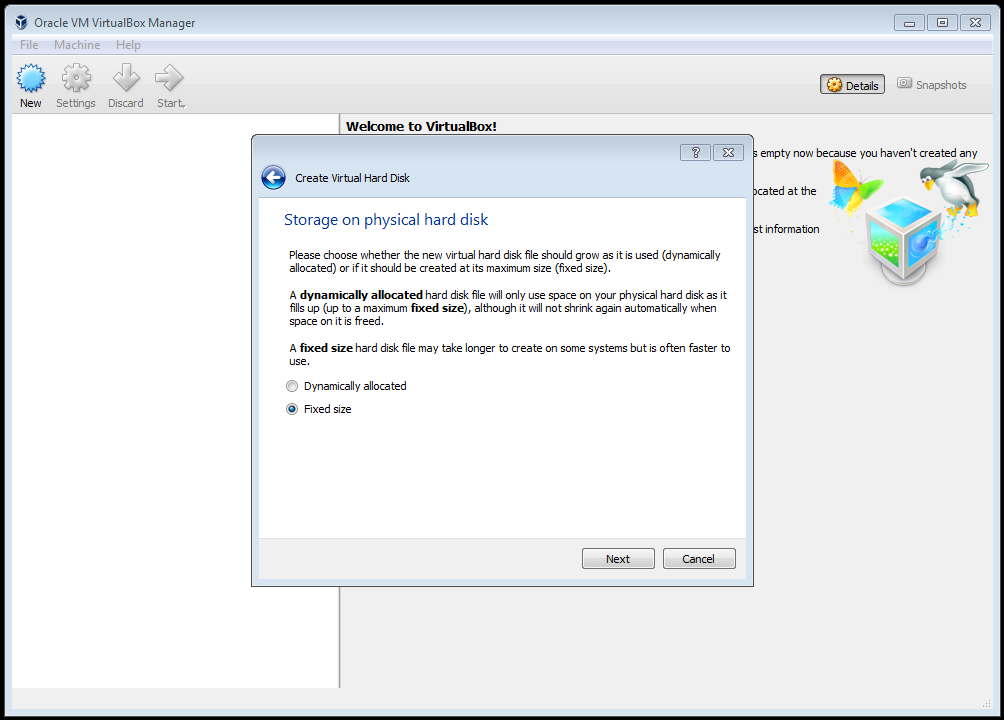 Oracle VM VirtualBox Manager
File Machine Help
New Settings Discard Start
Details Snapshots
Welcome to VirtualBox!
s empty now because you haven't created any
ocated at the
st information
?
Create Virtual Hard Disk
Storage on physical hard disk
Please choose whether the new virtual hard disk file should grow as it is used (dynamically
allocated) or if it should be created at its maximum size (fixed size).
A dynamically allocated hard disk file will only use space on your physical hard disk as it
fills up (up to a maximum fixed size), although it will not shrink again automatically when
space on it is freed.
A fixed size hard disk file may take longer to create on some systems but is often faster to
use.
Dynamically allocated
Fixed size
Next Cancel